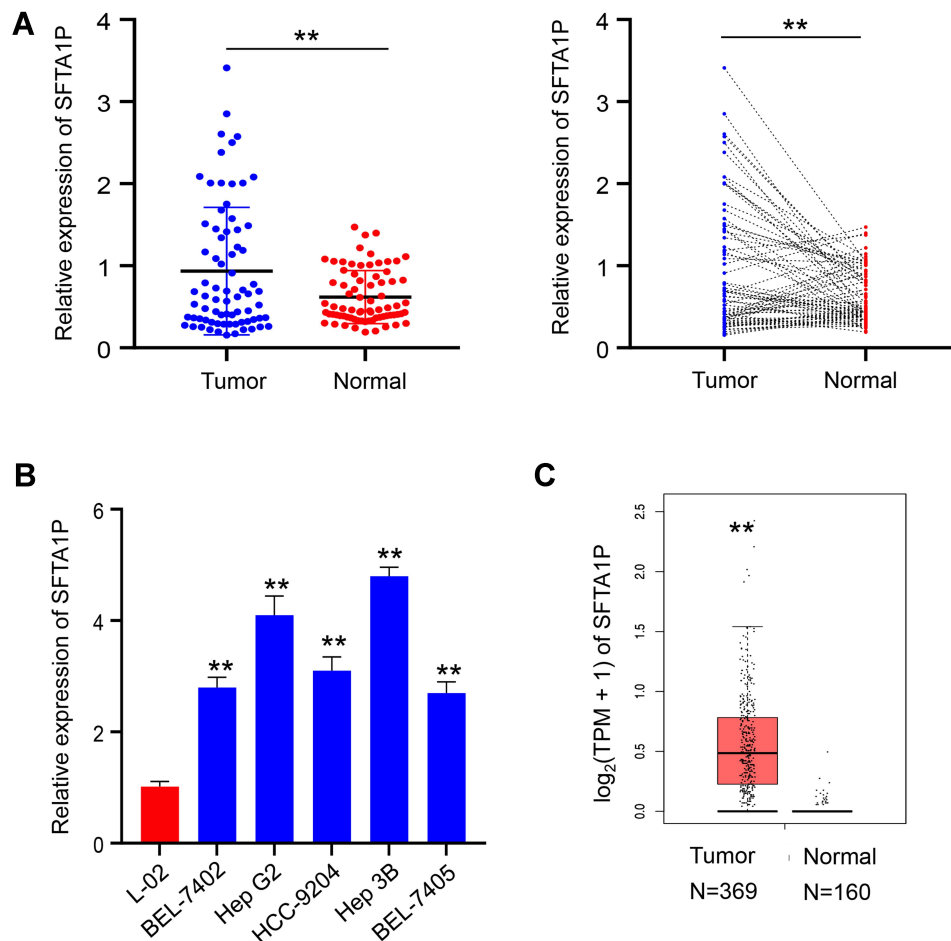 A
Relative expression of SFTA1P
4
3
2
1
0
**
Tumor Normal
Relative expression of SFTA1P
4
3
2
1
0
**
Tumor Normal
B
Relative expression of SFTA1P
6
4
2
0
** ** ** ** **
L-02 BEL-7402 Hep G2 HCC-9204 Hep 3B BEL-7405
C
log₂(TPM + 1) of SFTA1P
2.5
2.0
1.5
1.0
0.5
0.0
**
Tumor Normal
N=369 N=160